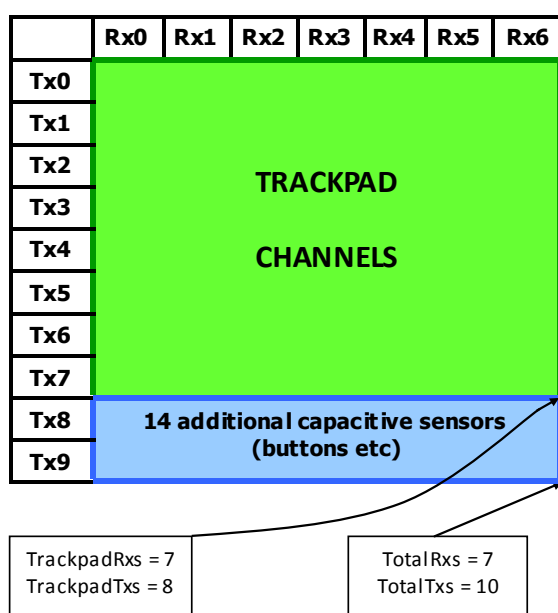 Rx0 Rx1 Rx2 Rx3 Rx4 Rx5 Rx6
Tx0
Tx1
Tx2
Tx3
Tx4
Tx5
Tx6
Tx7
TRACKPAD
CHANNELS
Tx8
Tx9
14 additional capacitive sensors
(buttons etc)
TrackpadRxs = 7
TrackpadTxs = 8
TotalRxs = 7
TotalTxs = 10